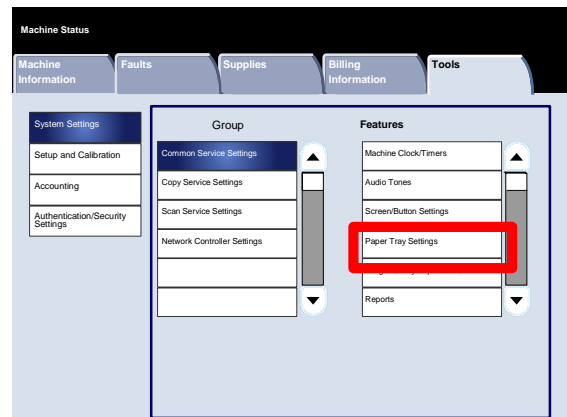 Machine Status
Machine
Information
Faults
Supplies
Billing
Information
Tools
System Settings
Setup and Calibration
Accounting
Authentication/Security
Settings
Group
Common Service Settings
Copy Service Settings
Scan Service Settings
Network Controller Settings
Features
Machine Clock/Timers
Audio Tones
Screen/Button Settings
Paper Tray Settings
Reports